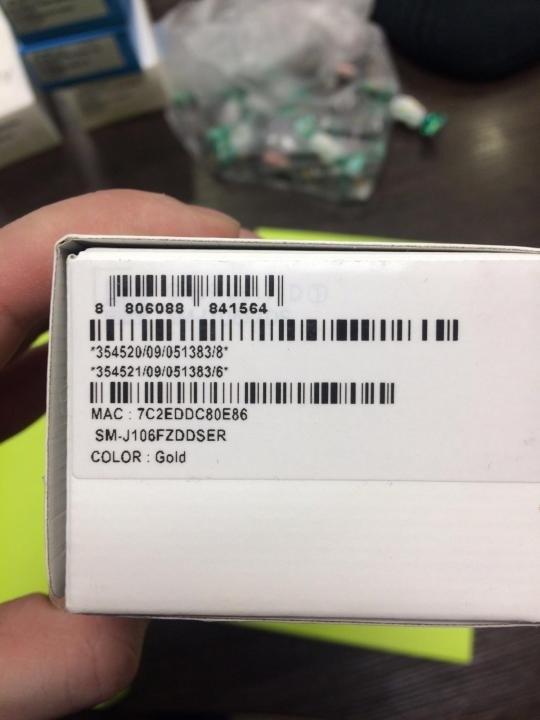 8 806088 841564
*354520/09/051383/8*
*354521/09/051383/6*
MAC : 7C2EDDC80E86
SM-J106FZDDSER
COLOR : Gold